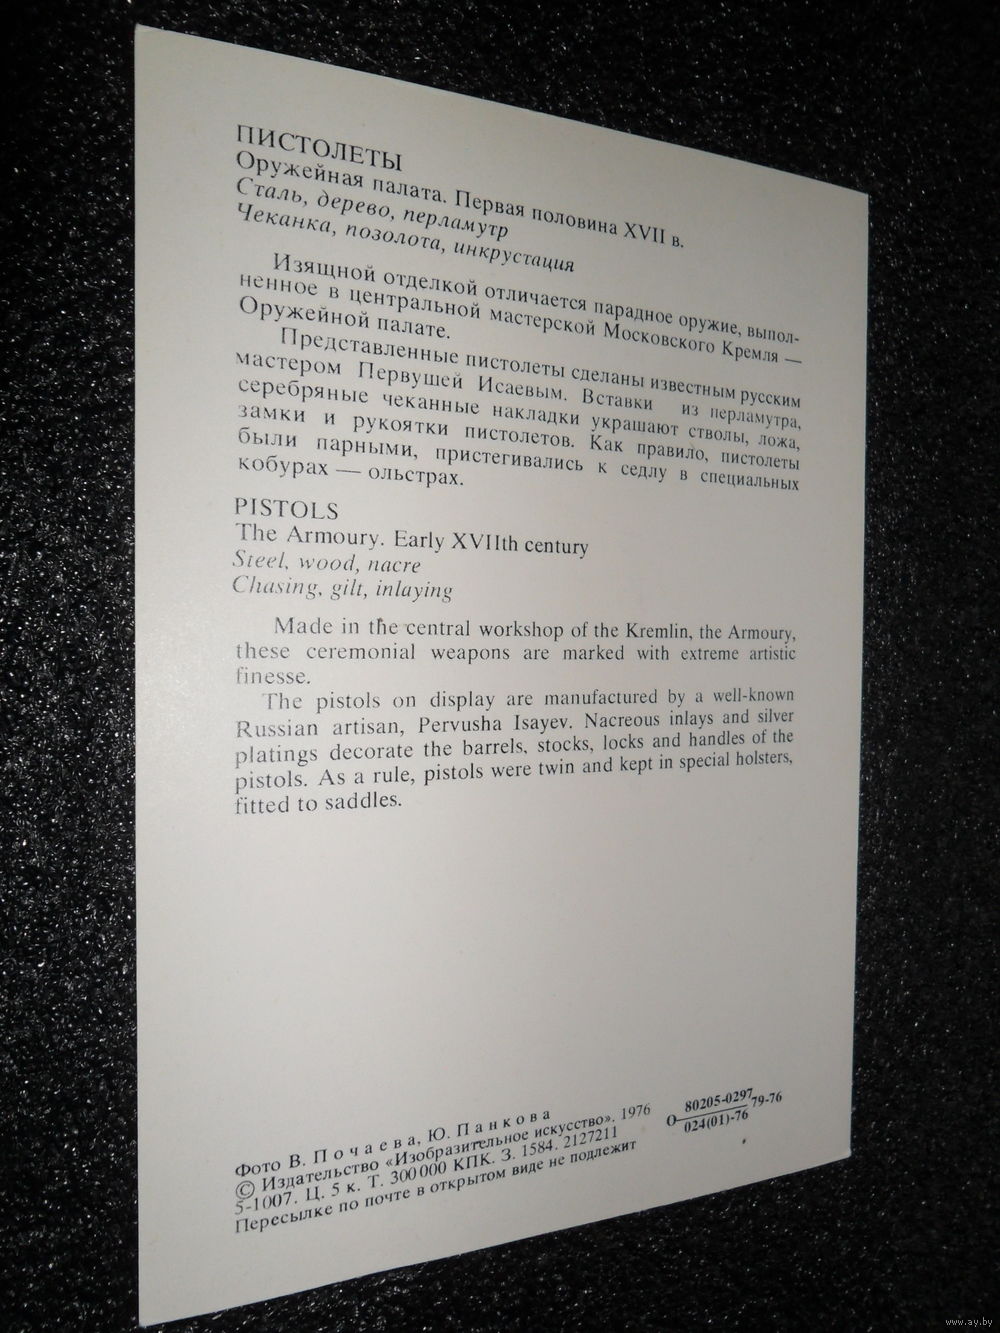 ПИСТОЛЕТЫ
Оружейная палата. Первая половина XVII в.
Сталь, дерево, перламутр
Чеканка, позолота, инкрустация
Изящной отделкой отличается парадное оружие, выпол-
ненное в центральной мастерской Московского Кремля —
Оружейной палате.
Представленные пистолеты сделаны известным русским
мастером Первушей Исаевым. Вставки из перламутра,
серебряные чеканные накладки украшают стволы, ложа,
замки и рукоятки пистолетов. Как правило, пистолеты
были парными, пристегивались к седлу в специальных
кобурах — ольстрах.
PISTOLS
The Armoury. Early XVIIth century
Steel, wood, nacre
Chasing, gilt, inlaying
Made in the central workshop of the Kremlin, the Armoury,
these ceremonial weapons are marked with extreme artistic
finesse.
The pistols on display are manufactured by a well-known
Russian artisan, Pervusha Isayev. Nacreous inlays and silver
platings decorate the barrels, stocks, locks and handles of the
pistols. As a rule, pistols were twin and kept in special holsters,
fitted to saddles.
Фото В. Почаева, Ю. Панкова
© Издательство «Изобразительное искусство». 1976
5-1007. Ц. 5 к. Т. 300 000 КПК. З. 1584. 2127211
Пересылке по почте в открытом виде не подлежит
О 80205-0297 79-76
024(01)-76
www.ay.by